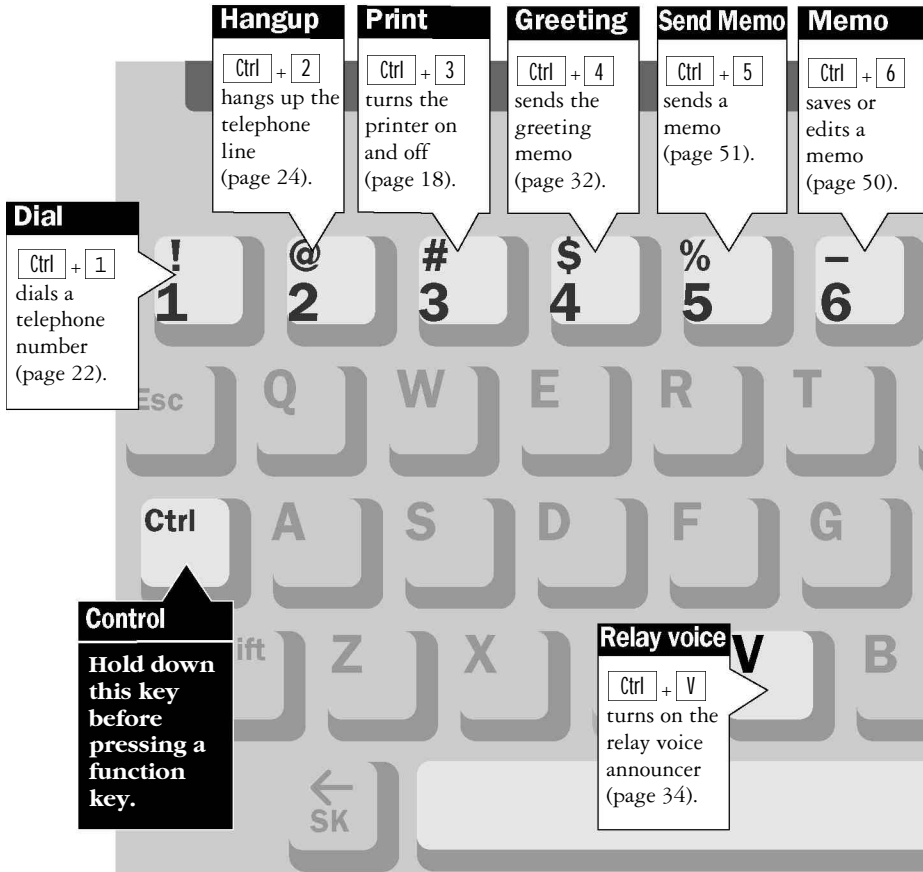 Hangup
Ctrl + 2
hangs up the
telephone
line
(page 24).
Print
Ctrl + 3
turns the
printer on
and off
(page 18).
Greeting
Ctrl + 4
sends the
greeting
memo
(page 32).
Send Memo
Ctrl + 5
sends a
memo
(page 51).
Memo
Ctrl + 6
saves or
edits a
memo
(page 50).
Dial
Ctrl + 1
dials a
telephone
number
(page 22).
! @ # $ % –
1 2 3 4 5 6
Esc Q W E R T
Ctrl A S D F G
Control
Hold down
this key
before
pressing a
function
key.
ift Z X V B
Relay voice
Ctrl + V
turns on the
relay voice
announcer
(page 34).
←
SK